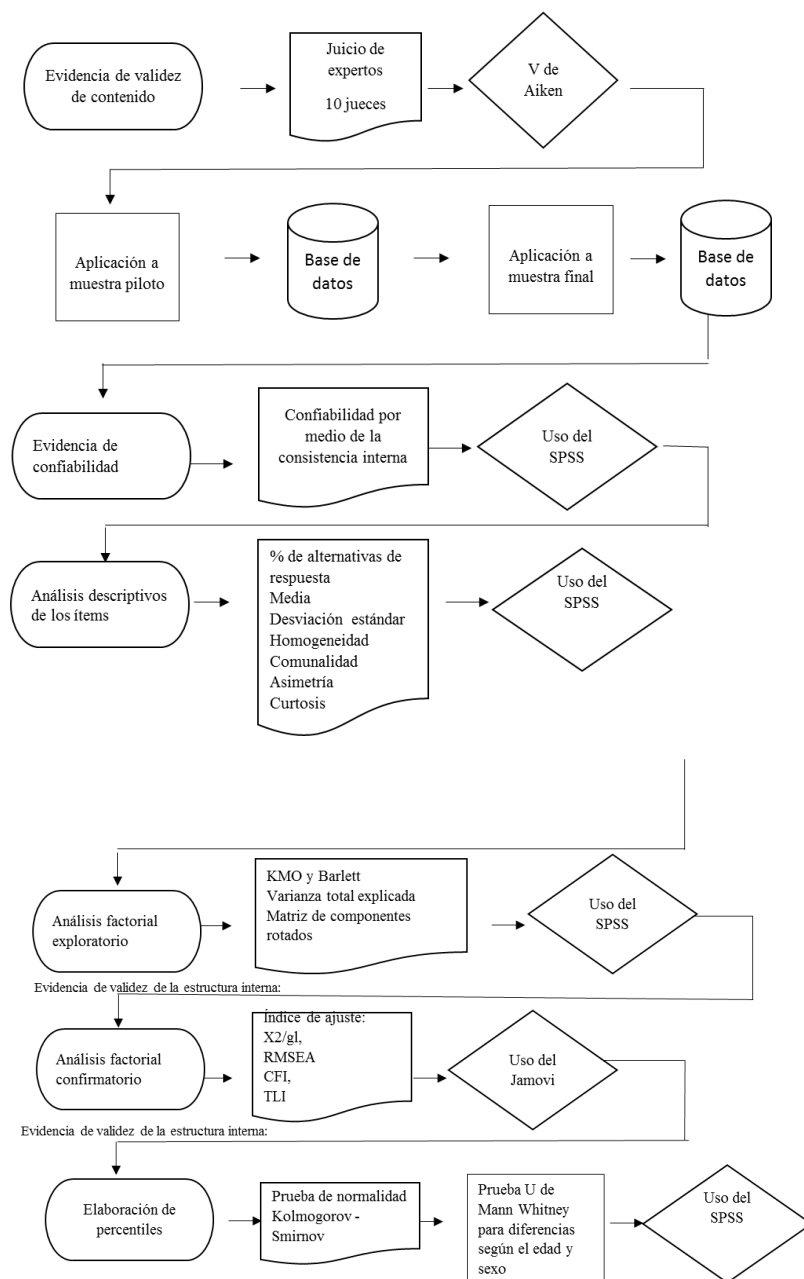 Evidencia de validez
de contenido
Juicio de
expertos
10 jueces
V de
Aiken
Aplicación a
muestra piloto
Base de
datos
Aplicación a
muestra final
Base de
datos
Evidencia de
confiabilidad
Confiabilidad por
medio de la
consistencia interna
Uso del
SPSS
Análisis descriptivos
de los ítems
% de alternativas de
respuesta
Media
Desviación estándar
Homogeneidad
Comunalidad
Asimetría
Curtosis
Uso del
SPSS
Análisis factorial
exploratorio
KMO y Barlett
Varianza total explicada
Matriz de componentes
rotados
Uso del
SPSS
Evidencia de validez de la estructura interna:
Análisis factorial
confirmatorio
Índice de ajuste:
X2/gl,
RMSEA
CFI,
TLI
Uso del
Jamovi
Evidencia de validez de la estructura interna:
Elaboración de
percentiles
Prueba de normalidad
Kolmogorov -
Smirnov
Prueba U de
Mann Whitney
para diferencias
según el edad y
sexo
Uso del
SPSS